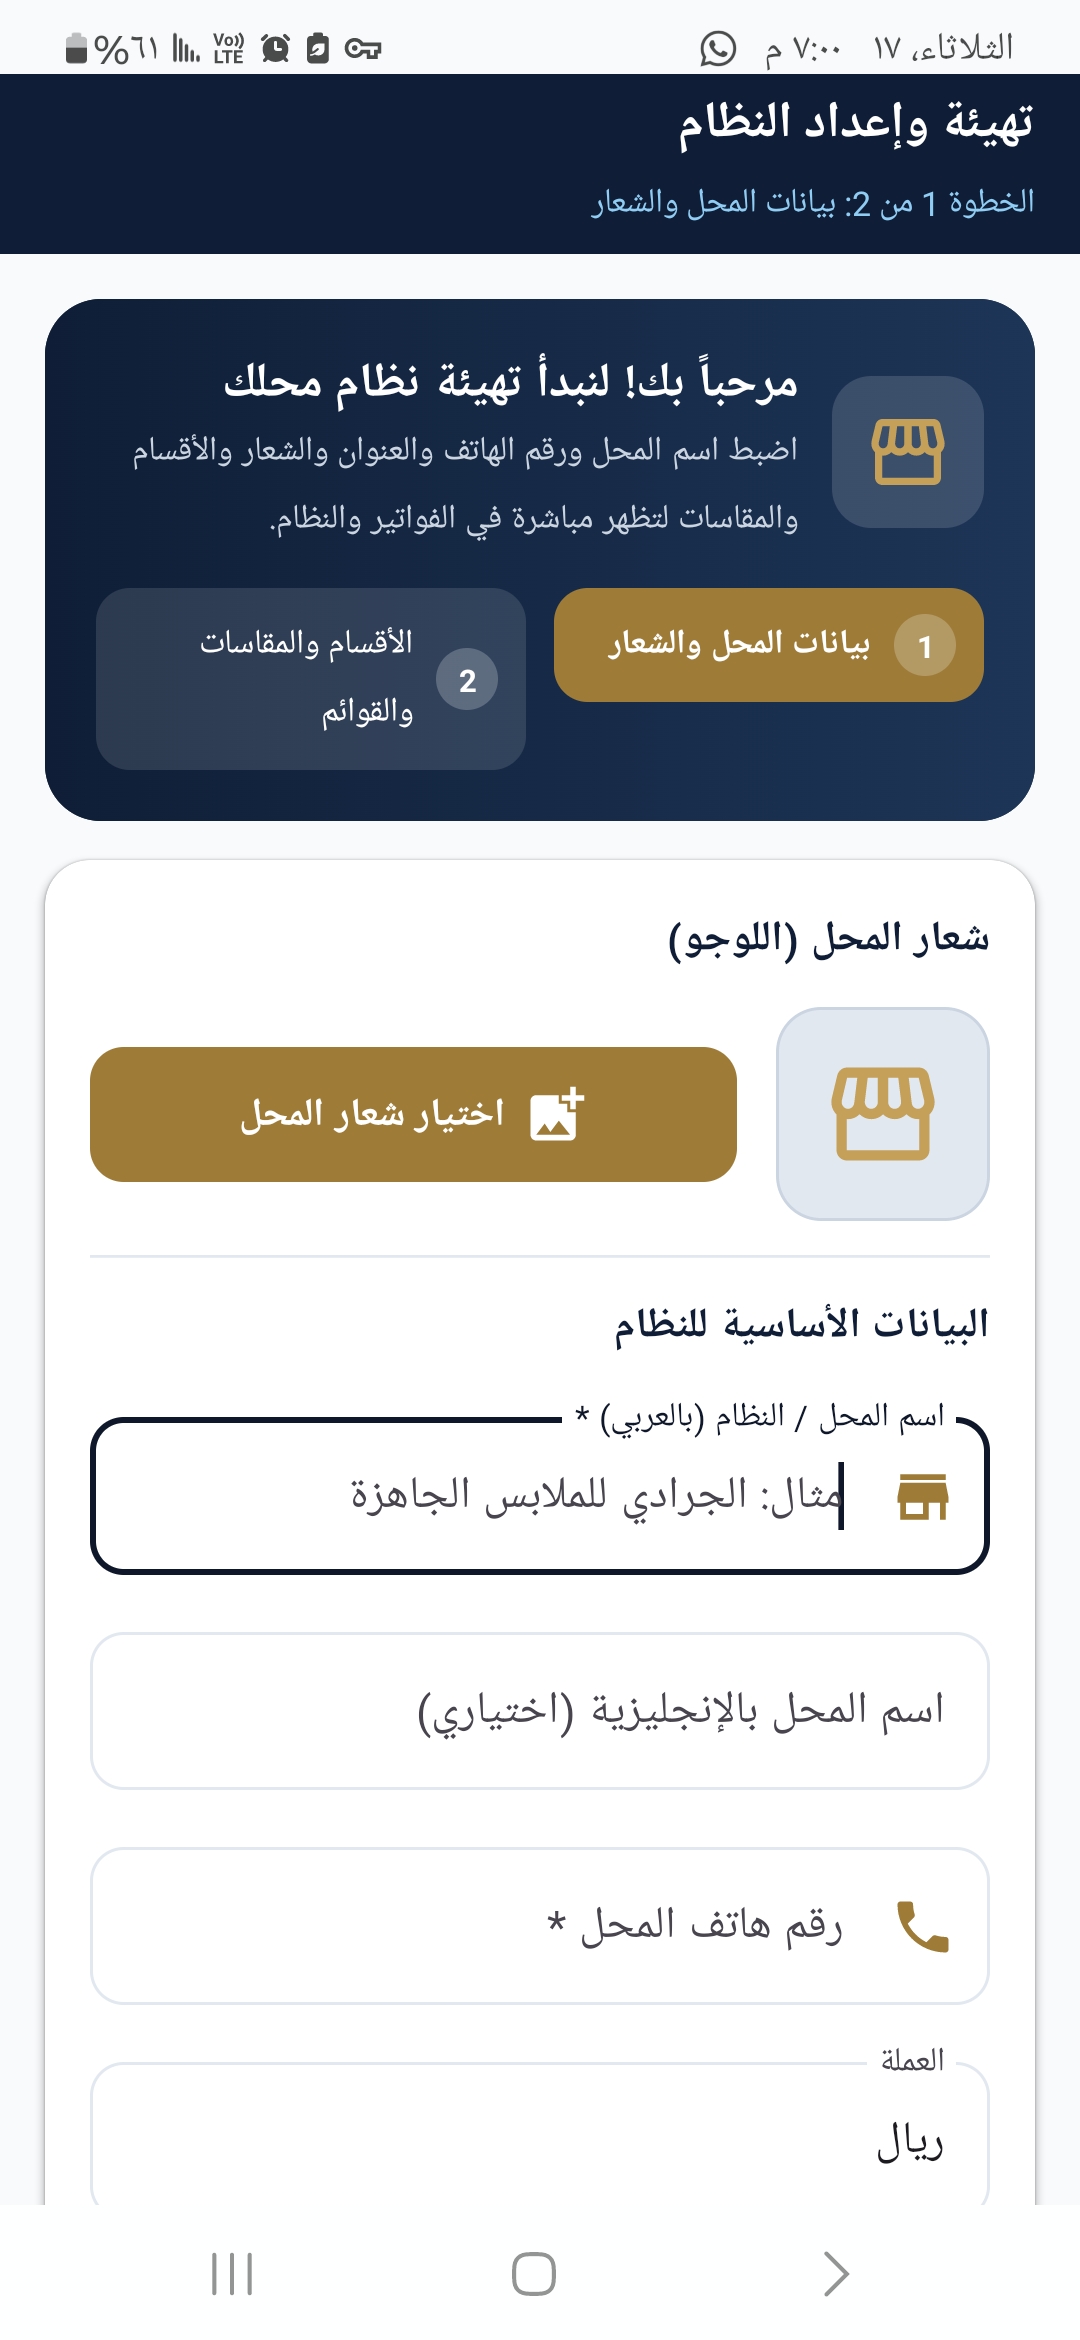 الثلاثاء، ١٧ ٧:٠٠ م
Vo)) LTE
٦١%
تهيئة وإعداد النظام
الخطوة 1 من 2: بيانات المحل والشعار
مرحباً بك! لنبدأ تهيئة نظام محلك
اضبط اسم المحل ورقم الهاتف والعنوان والشعار والأقسام
والمقاسات لتظهر مباشرة في الفواتير والنظام.
1 بيانات المحل والشعار
2 الأقسام والمقاسات
والقوائم
شعار المحل (اللوجو)
اختيار شعار المحل
البيانات الأساسية للنظام
اسم المحل / النظام (بالعربي) *
مثال: الجرادي للملابس الجاهزة
اسم المحل بالإنجليزية (اختياري)
رقم هاتف المحل *
العملة
ريال